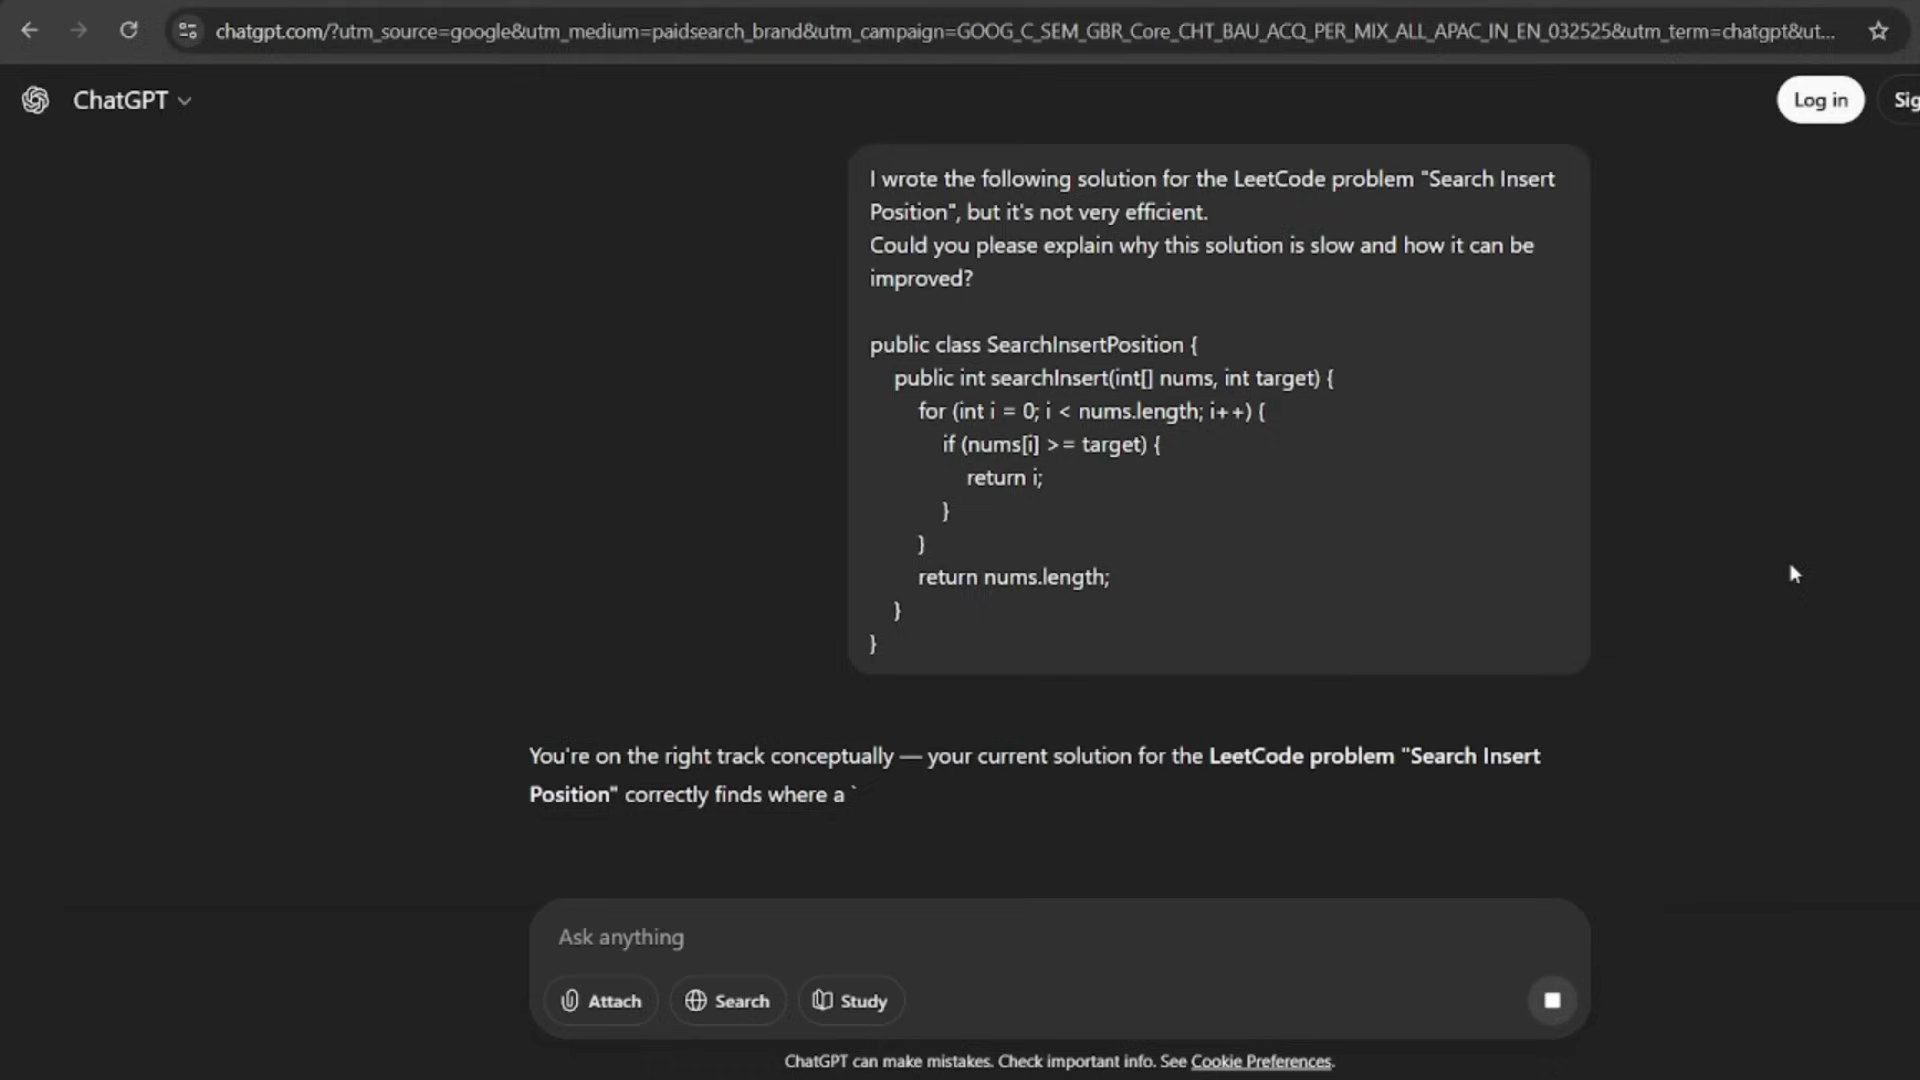 chatgpt.com/?utm_source=google&utm_medium=paidsearch_brand&utm_campaign=GOOG_C_SEM_GBR_Core_CHT_BAU_ACQ_PER_MIX_ALL_APAC_IN_EN_032525&utm_term=chatgpt&ut...
ChatGPT
Log in
Sig
I wrote the following solution for the LeetCode problem "Search Insert
Position", but it's not very efficient.
Could you please explain why this solution is slow and how it can be
improved?
public class SearchInsertPosition {
public int searchInsert(int[] nums, int target) {
for (int i = 0; i < nums.length; i++) {
if (nums[i] >= target) {
return i;
}
}
return nums.length;
}
}
You're on the right track conceptually — your current solution for the LeetCode problem "Search Insert
Position" correctly finds where a `
Ask anything
Attach
Search
Study
ChatGPT can make mistakes. Check important info. See Cookie Preferences.